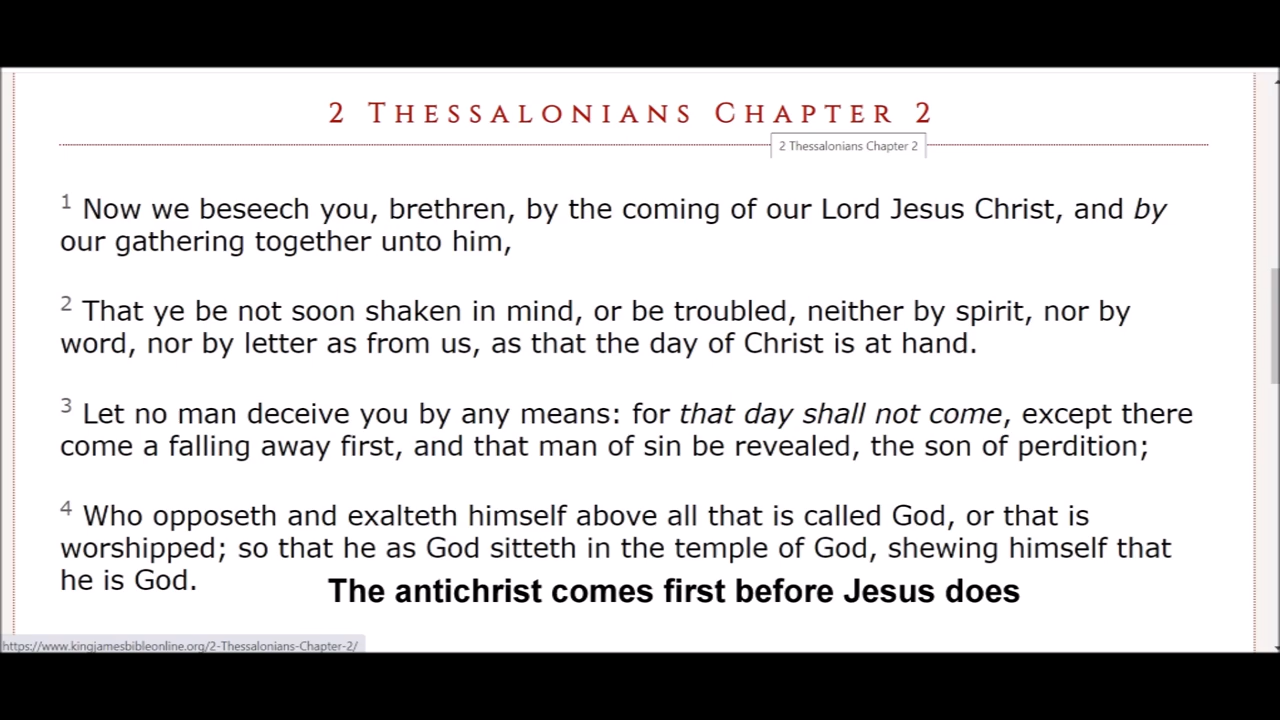 2 Thessalonians Chapter 2
2 Thessalonians Chapter 2
1 Now we beseech you, brethren, by the coming of our Lord Jesus Christ, and by
our gathering together unto him,
2 That ye be not soon shaken in mind, or be troubled, neither by spirit, nor by
word, nor by letter as from us, as that the day of Christ is at hand.
3 Let no man deceive you by any means: for that day shall not come, except there
come a falling away first, and that man of sin be revealed, the son of perdition;
4 Who opposeth and exalteth himself above all that is called God, or that is
worshipped; so that he as God sitteth in the temple of God, shewing himself that
he is God.
The antichrist comes first before Jesus does
https://www.kingjamesbibleonline.org/2-Thessalonians-Chapter-2/